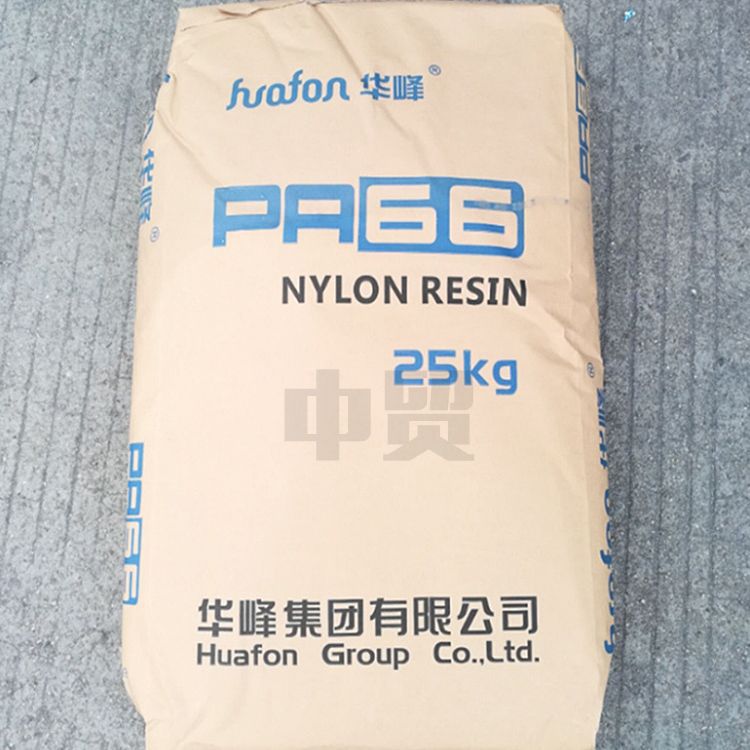 huafon 华峰®
PA66
NYLON RESIN
25kg
中贸
华峰集团有限公司
Huafon Group Co.,Ltd.
PA66